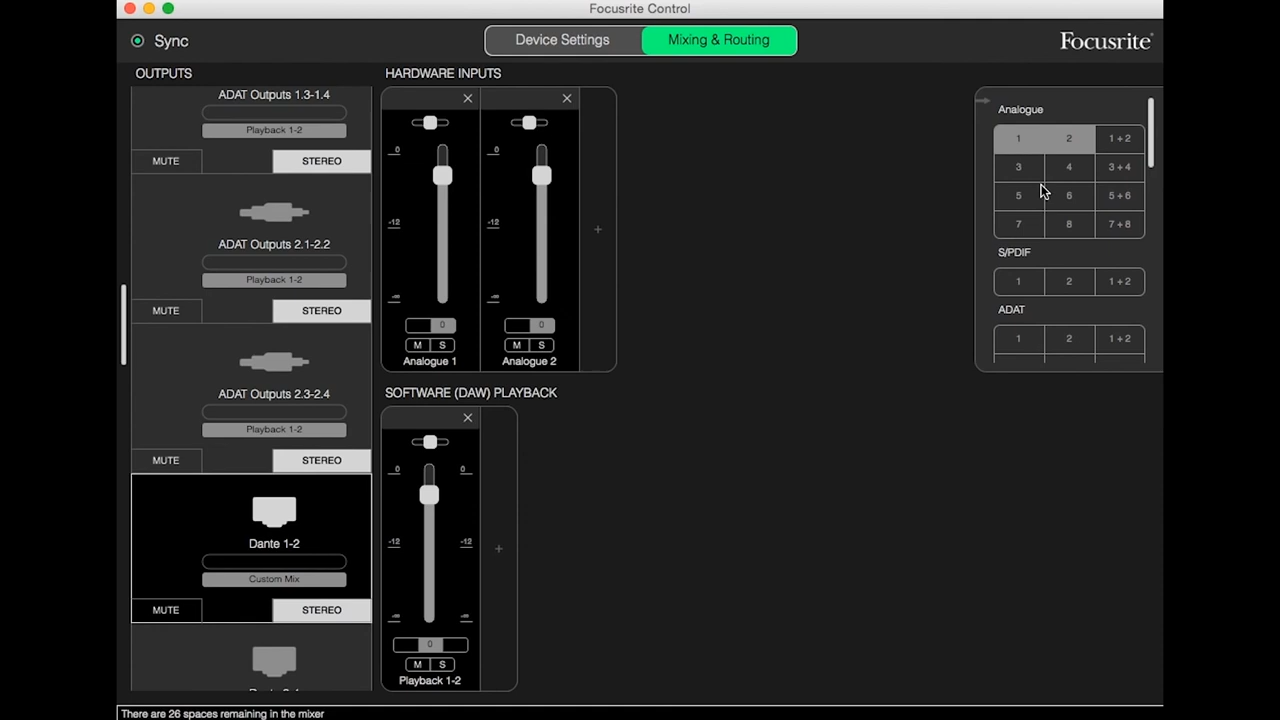 Focusrite Control
Sync
Device Settings
Mixing & Routing
Focusrite®
OUTPUTS
ADAT Outputs 1.3-1.4
Playback 1-2
MUTE
STEREO
ADAT Outputs 2.1-2.2
Playback 1-2
MUTE
STEREO
ADAT Outputs 2.3-2.4
Playback 1-2
MUTE
STEREO
Dante 1-2
Custom Mix
MUTE
STEREO
HARDWARE INPUTS
0
-12
-∞
0
M S
Analogue 1
0
-12
-∞
0
M S
Analogue 2
+
SOFTWARE (DAW) PLAYBACK
0 0
-12 -12
-∞ -∞
0
M S
Playback 1-2
+
Analogue
1 2 1 + 2
3 4 3 + 4
5 6 5 + 6
7 8 7 + 8
S/PDIF
1 2 1 + 2
ADAT
1 2 1 + 2
There are 26 spaces remaining in the mixer